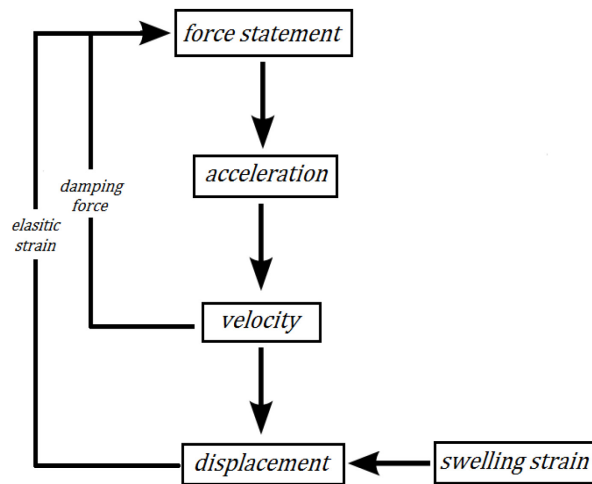 force statement
acceleration
damping
force
elasitic
strain
velocity
displacement
swelling strain